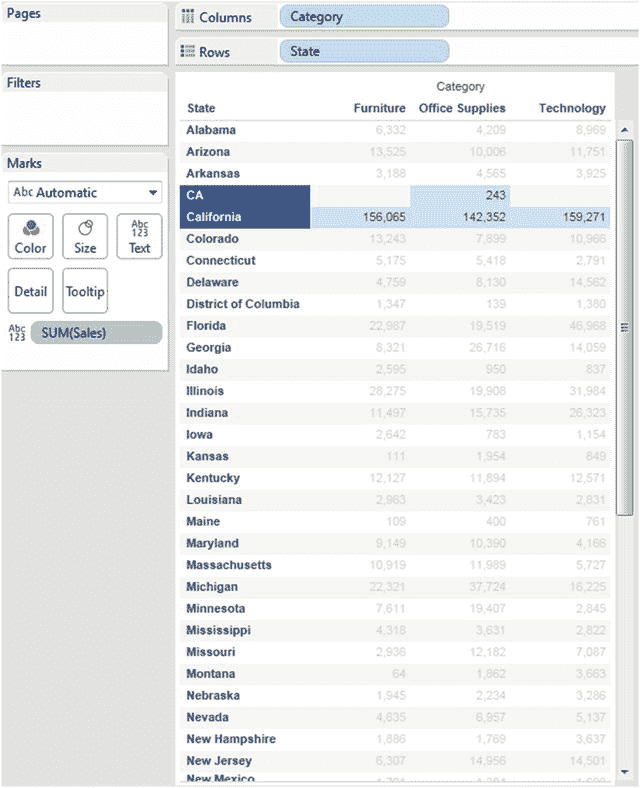 Pages
Columns
Category
Rows
State
Filters
Marks
Abc Automatic
Color
Size
Abc
123
Text
Detail
Tooltip
Abc
123
SUM(Sales)
Category
State Furniture Office Supplies Technology
Alabama 6,332 4,209 8,969
Arizona 13,525 10,006 11,751
Arkansas 3,188 4,565 3,925
CA 243
California 156,065 142,352 159,271
Colorado 13,243 7,899 10,966
Connecticut 5,175 5,418 2,791
Delaware 4,759 8,130 14,562
District of Columbia 1,347 139 1,380
Florida 22,987 19,519 46,968
Georgia 8,321 26,716 14,059
Idaho 2,595 950 837
Illinois 28,275 19,908 31,984
Indiana 11,497 15,735 26,323
Iowa 2,642 783 1,154
Kansas 111 1,954 849
Kentucky 12,127 11,894 12,571
Louisiana 2,963 3,423 2,831
Maine 109 400 761
Maryland 9,149 10,390 4,166
Massachusetts 10,919 11,989 5,727
Michigan 22,321 37,724 16,225
Minnesota 7,611 19,407 2,845
Mississippi 4,318 3,631 2,822
Missouri 2,936 12,182 7,087
Montana 64 1,862 3,663
Nebraska 1,945 2,234 3,286
Nevada 4,635 6,957 5,137
New Hampshire 1,886 1,769 3,637
New Jersey 6,307 14,956 14,501
New Mexico